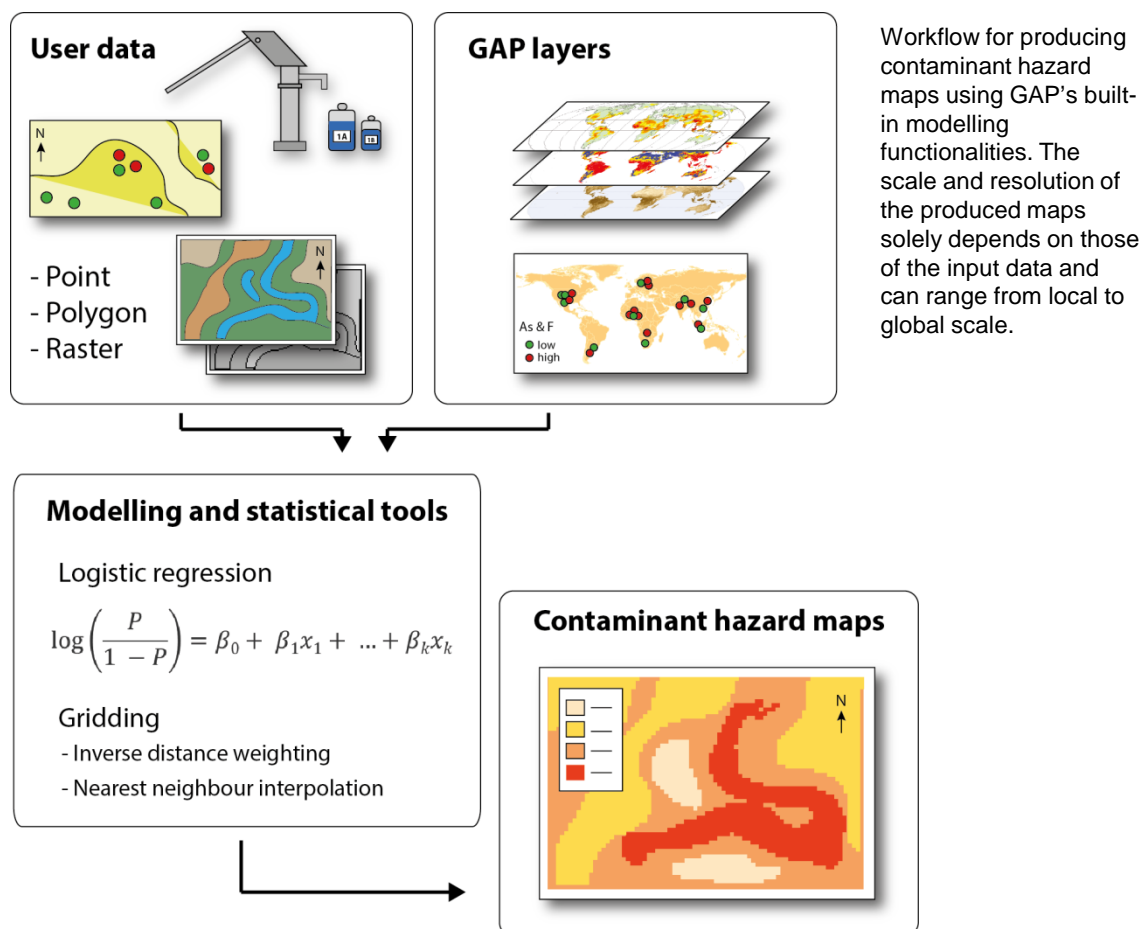 User data
1A
1B
N
- Point
- Polygon
- Raster
N
GAP layers
As & F
low
high
Workflow for producing
contaminant hazard
maps using GAP’s built-
in modelling
functionalities. The
scale and resolution of
the produced maps
solely depends on those
of the input data and
can range from local to
global scale.
Modelling and statistical tools
Logistic regression
log(P / 1 − P) = β₀ + β₁x₁ + ... + βₖxₖ
Gridding
- Inverse distance weighting
- Nearest neighbour interpolation
Contaminant hazard maps
N